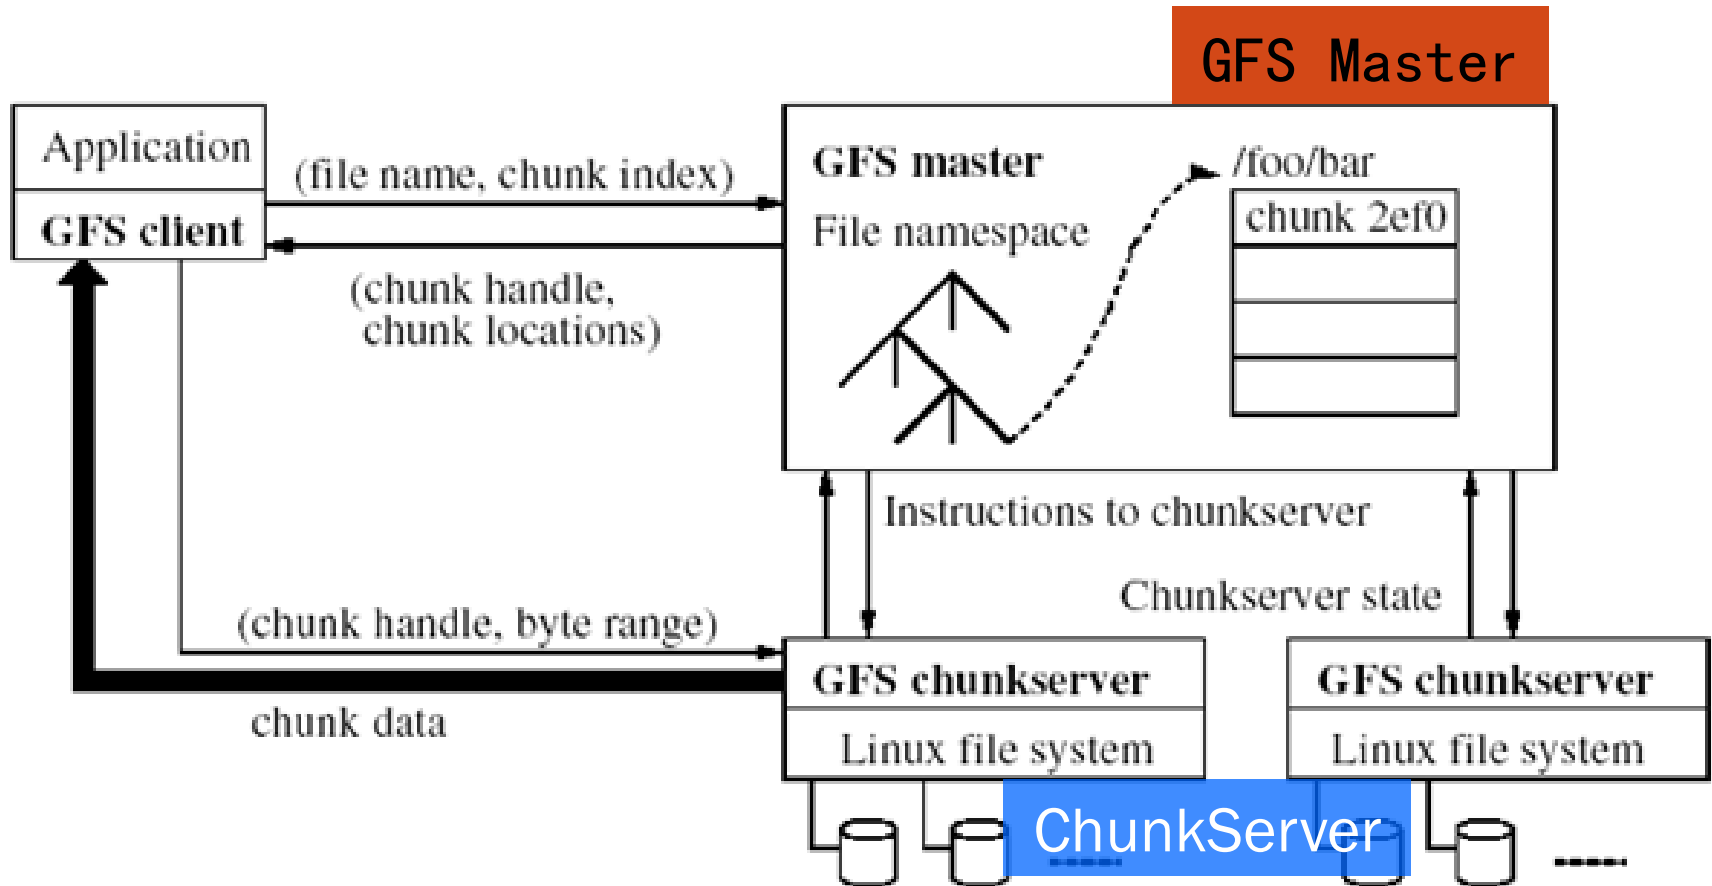 GFS Master
Application
GFS client
(file name, chunk index)
(chunk handle,
chunk locations)
GFS master
File namespace
/foo/bar
chunk 2ef0
Instructions to chunkserver
Chunkserver state
(chunk handle, byte range)
chunk data
GFS chunkserver
Linux file system
GFS chunkserver
Linux file system
ChunkServer